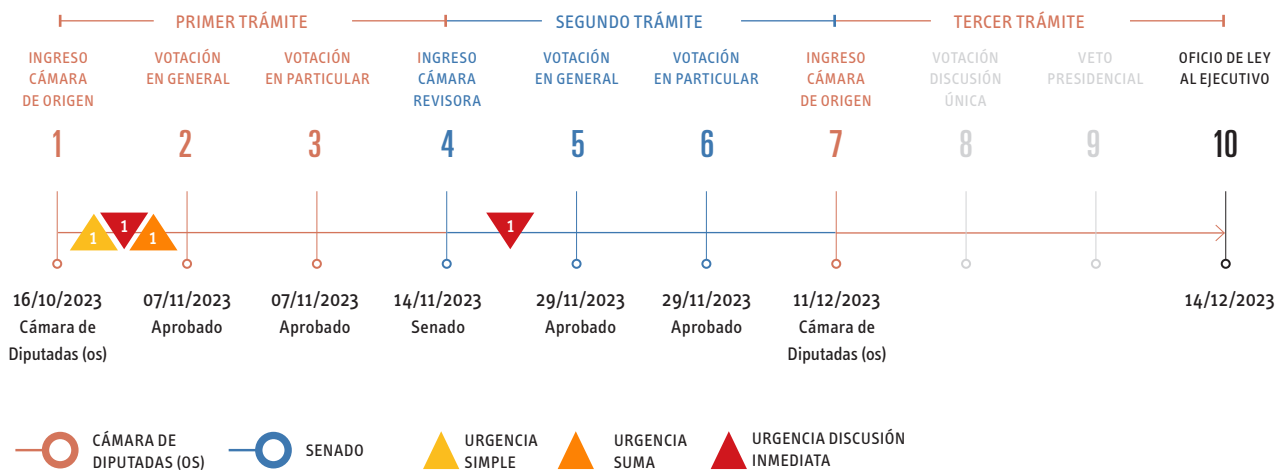 PRIMER TRÁMITE
SEGUNDO TRÁMITE
TERCER TRÁMITE
INGRESO
CÁMARA
DE ORIGEN
VOTACIÓN
EN GENERAL
VOTACIÓN
EN PARTICULAR
INGRESO
CÁMARA
REVISORA
VOTACIÓN
EN GENERAL
VOTACIÓN
EN PARTICULAR
INGRESO
CÁMARA
DE ORIGEN
VOTACIÓN
DISCUSIÓN
ÚNICA
VETO
PRESIDENCIAL
OFICIO DE LEY
AL EJECUTIVO
1
2
3
4
5
6
7
8
9
10
1
1
1
1
16/10/2023
Cámara de
Diputadas (os)
07/11/2023
Aprobado
07/11/2023
Aprobado
14/11/2023
Senado
29/11/2023
Aprobado
29/11/2023
Aprobado
11/12/2023
Cámara de
Diputadas (os)
14/12/2023
CÁMARA DE
DIPUTADAS (OS)
SENADO
URGENCIA
SIMPLE
URGENCIA
SUMA
URGENCIA DISCUSIÓN
INMEDIATA